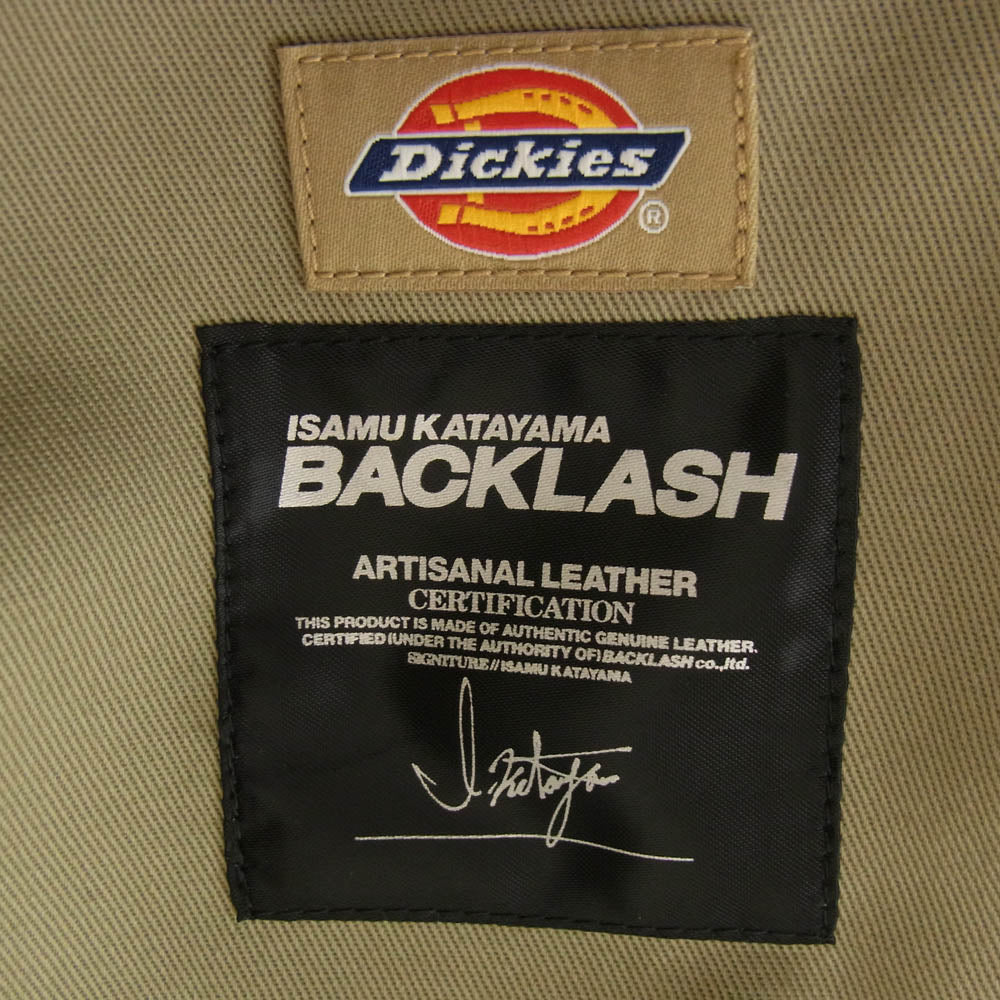 Dickies
®
ISAMU KATAYAMA
BACKLASH
ARTISANAL LEATHER
CERTIFICATION
THIS PRODUCT IS MADE OF AUTHENTIC GENUINE LEATHER.
CERTIFIED (UNDER THE AUTHORITY OF) BACKLASH co.,ltd.
SIGNITURE // ISAMU KATAYAMA
I. Katayama